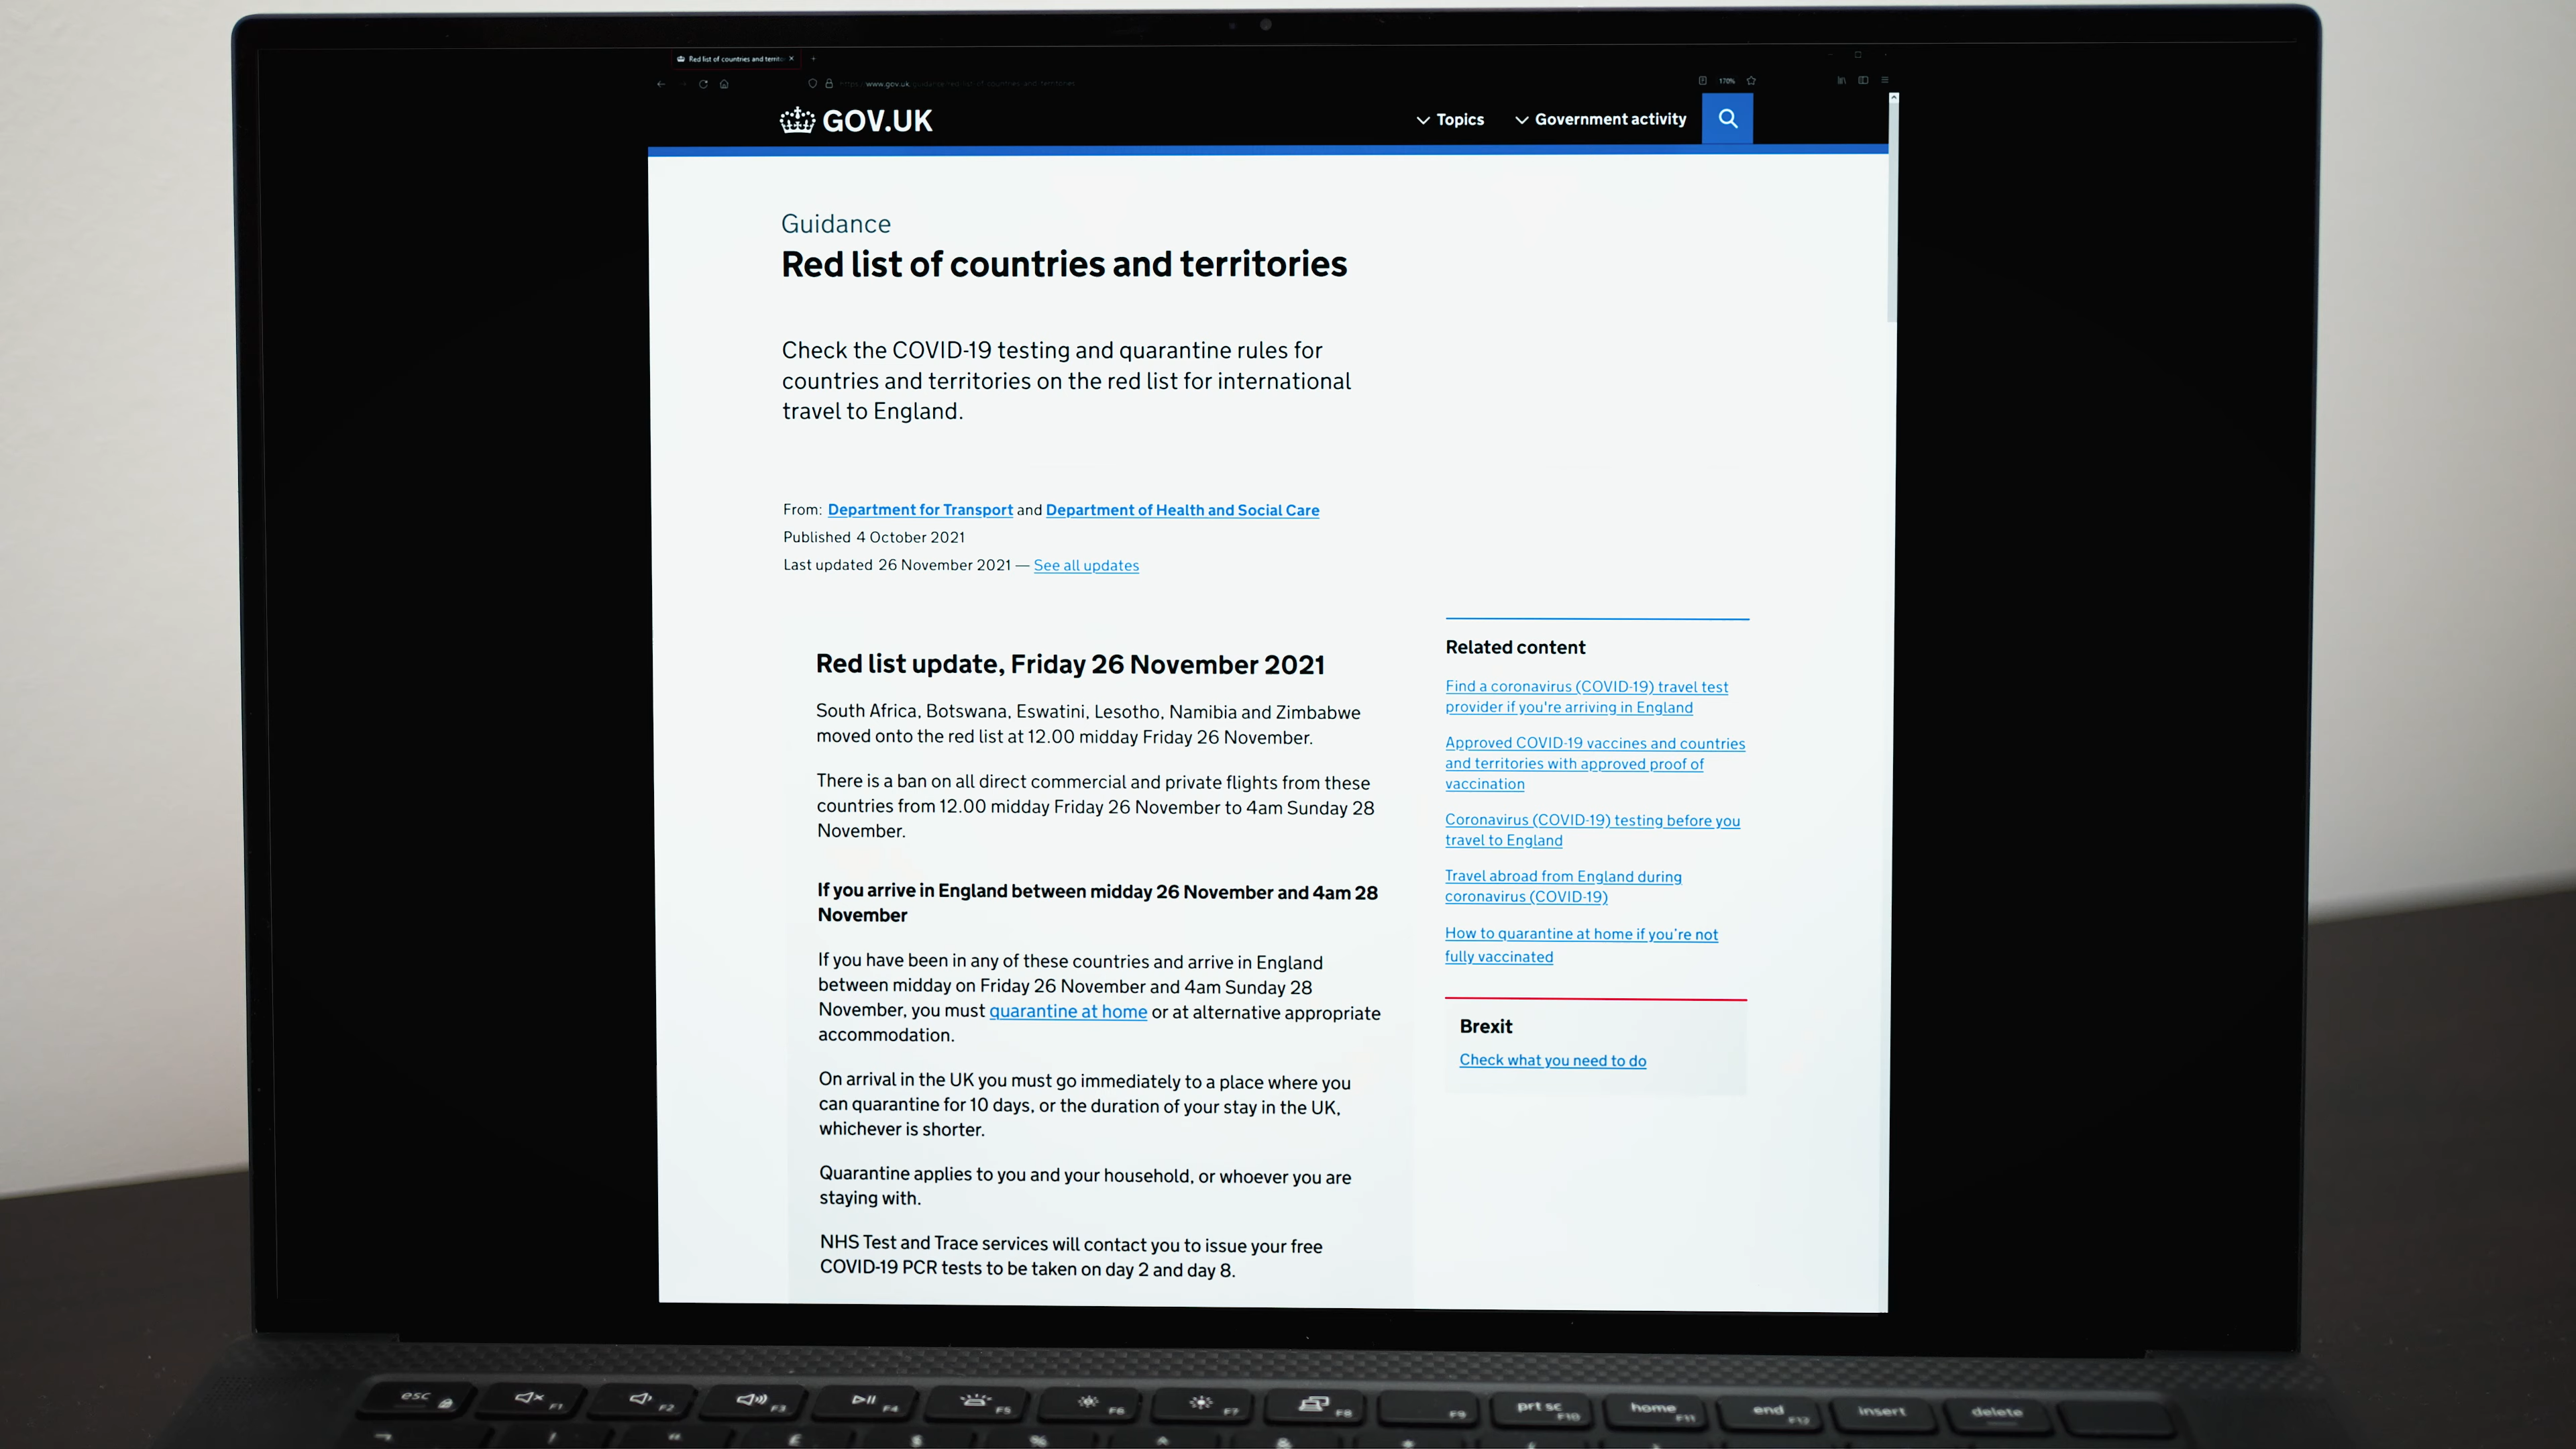 Red list of countries and territo
https://www.gov.uk/guidance/red-list-of-countries-and-territories
170%
GOV.UK
Topics
Government activity
Guidance
Red list of countries and territories
Check the COVID-19 testing and quarantine rules for
countries and territories on the red list for international
travel to England.
From: Department for Transport and Department of Health and Social Care
Published 4 October 2021
Last updated 26 November 2021 — See all updates
Red list update, Friday 26 November 2021
South Africa, Botswana, Eswatini, Lesotho, Namibia and Zimbabwe
moved onto the red list at 12.00 midday Friday 26 November.
There is a ban on all direct commercial and private flights from these
countries from 12.00 midday Friday 26 November to 4am Sunday 28
November.
If you arrive in England between midday 26 November and 4am 28
November
If you have been in any of these countries and arrive in England
between midday on Friday 26 November and 4am Sunday 28
November, you must quarantine at home or at alternative appropriate
accommodation.
On arrival in the UK you must go immediately to a place where you
can quarantine for 10 days, or the duration of your stay in the UK,
whichever is shorter.
Quarantine applies to you and your household, or whoever you are
staying with.
NHS Test and Trace services will contact you to issue your free
COVID-19 PCR tests to be taken on day 2 and day 8.
Related content
Find a coronavirus (COVID-19) travel test
provider if you're arriving in England
Approved COVID-19 vaccines and countries
and territories with approved proof of
vaccination
Coronavirus (COVID-19) testing before you
travel to England
Travel abroad from England during
coronavirus (COVID-19)
How to quarantine at home if you're not
fully vaccinated
Brexit
Check what you need to do
esc F1 F2 F3 F4 F5 F6 F7 F8 F9 prt sc F10 home F11 end F12 insert delete
! " £ $ % ^ & *